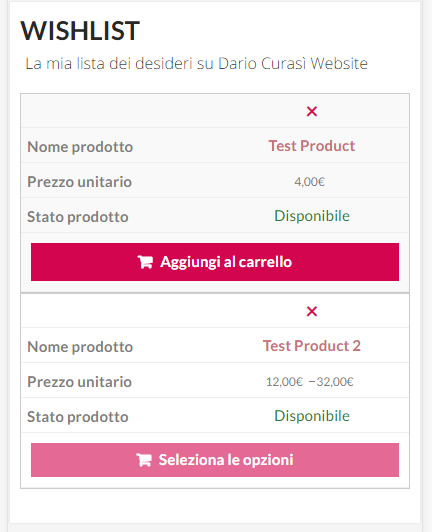 WISHLIST
La mia lista dei desideri su Dario Curasì Website
×
Nome prodotto Test Product
Prezzo unitario 4,00€
Stato prodotto Disponibile
Aggiungi al carrello
×
Nome prodotto Test Product 2
Prezzo unitario 12,00€ –32,00€
Stato prodotto Disponibile
Seleziona le opzioni